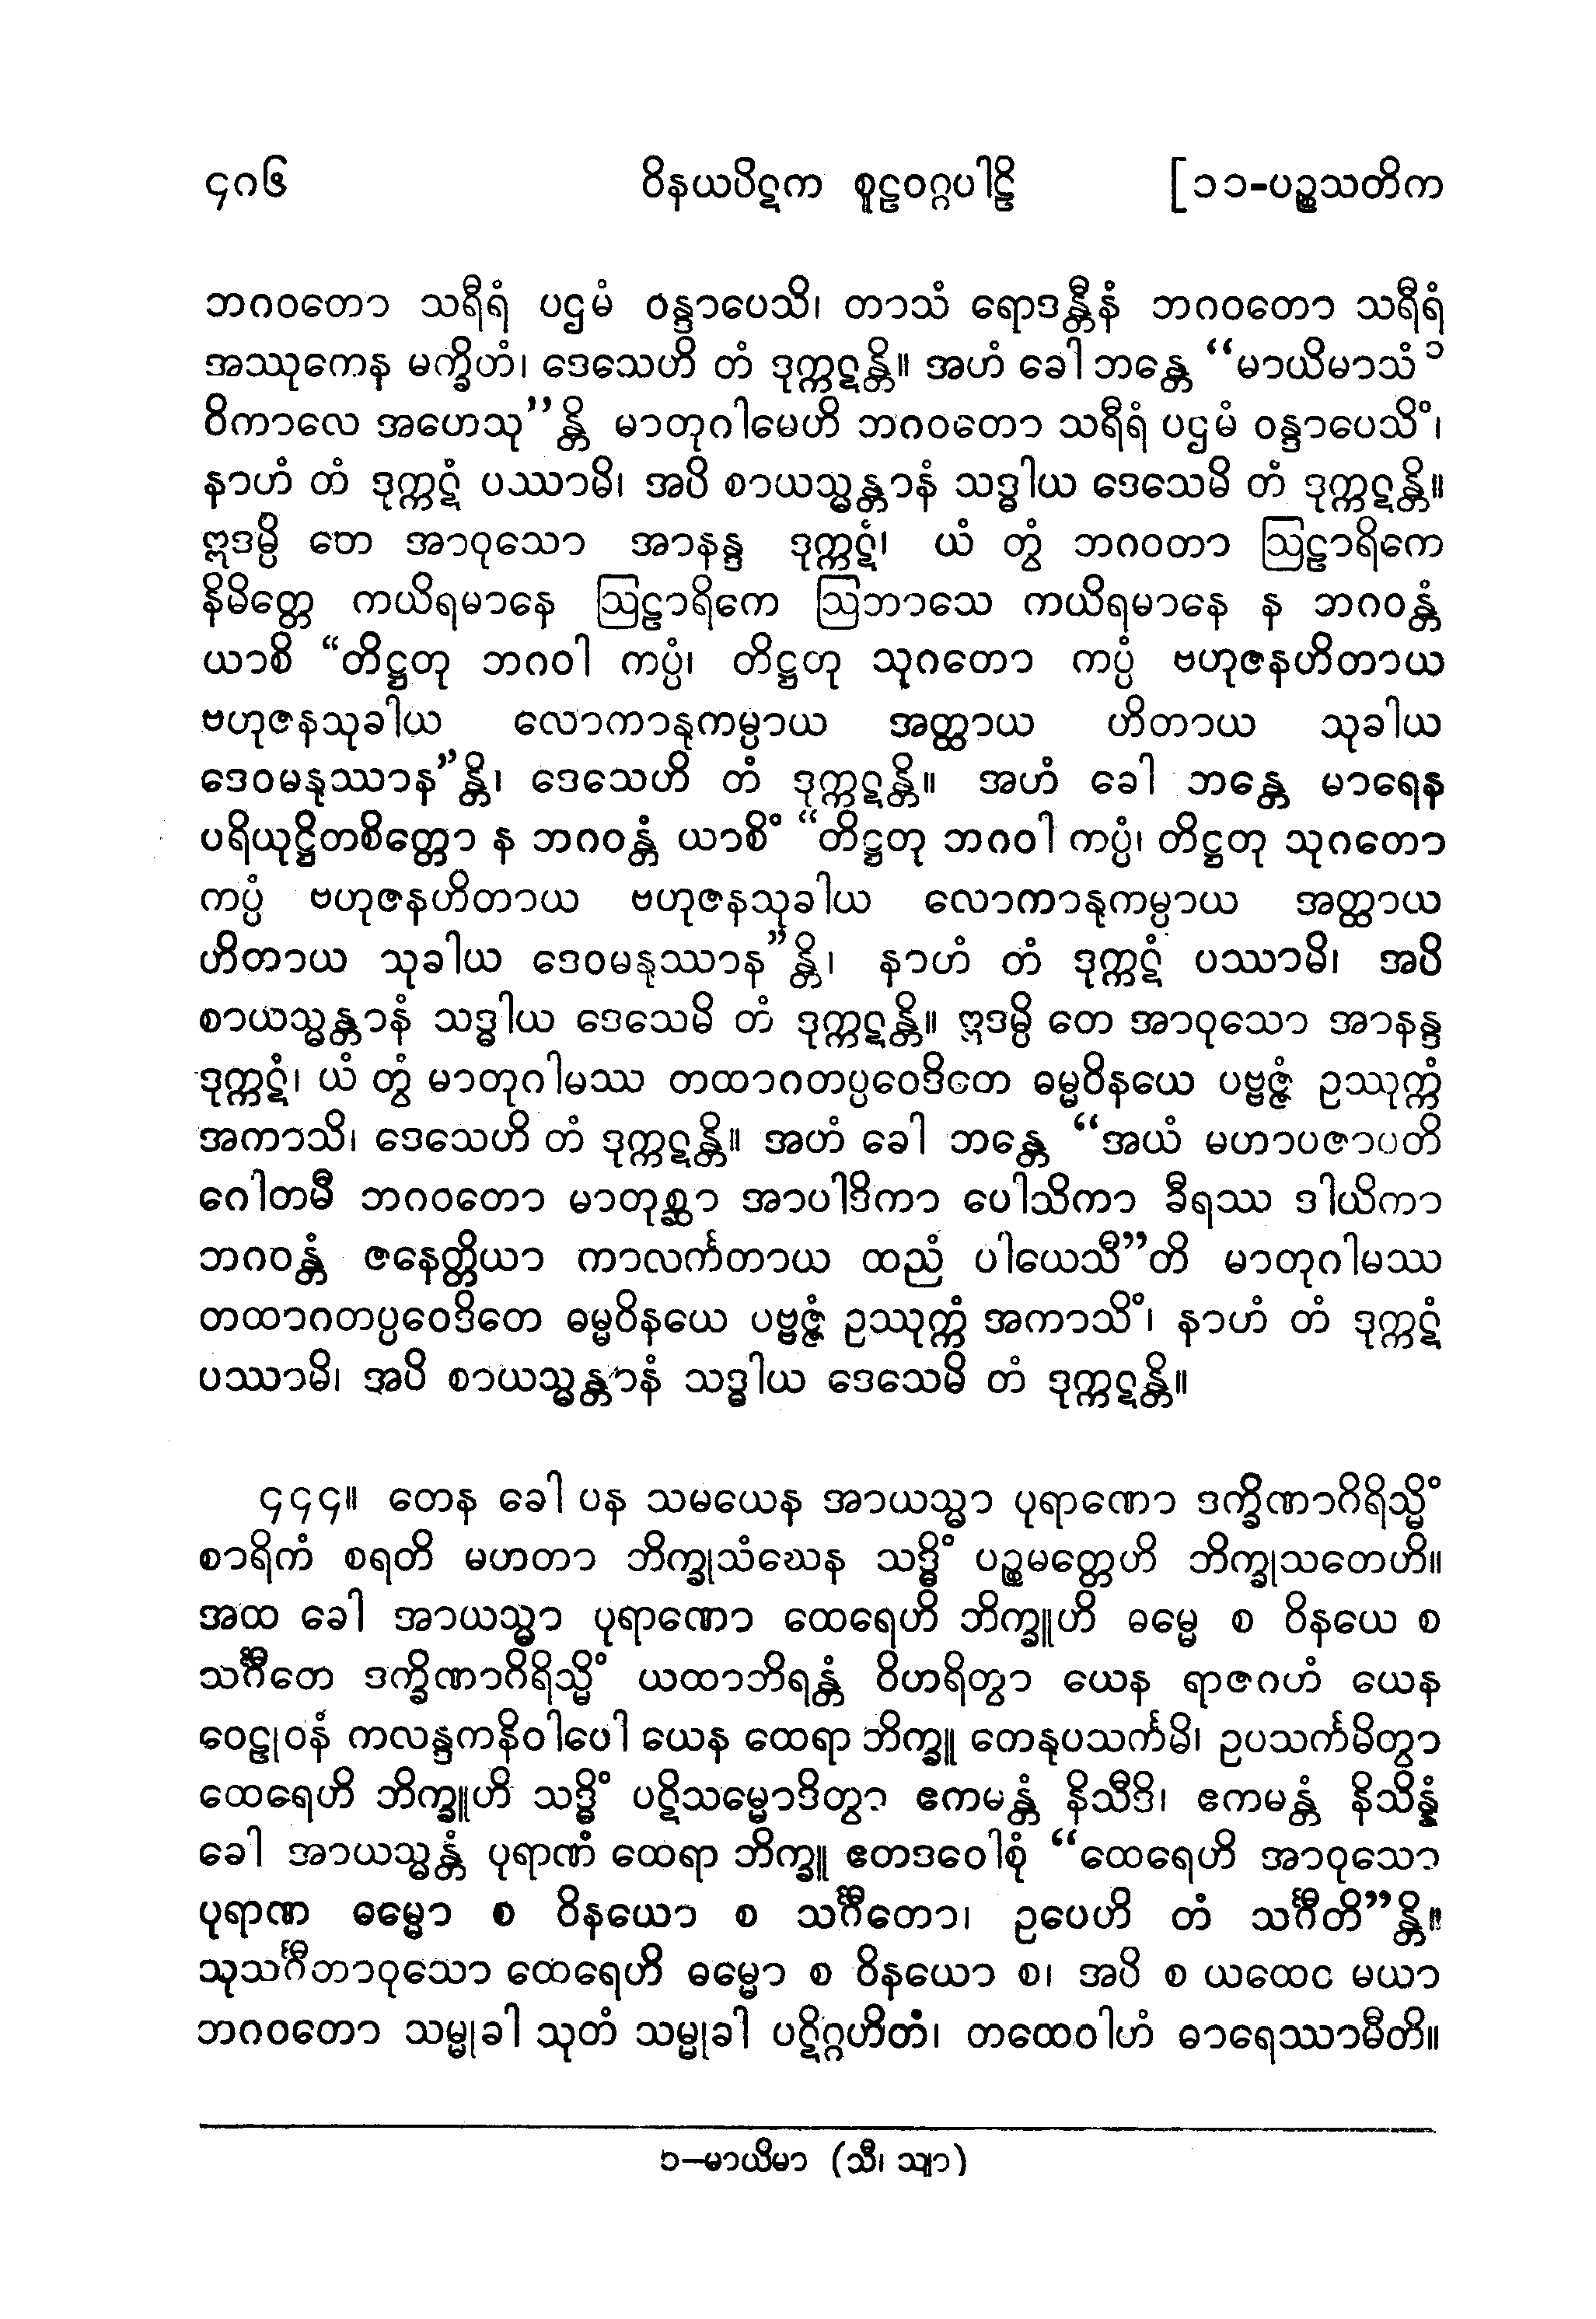 ၄၈၆ ဝိနယပိဋက စူဠဝဂ္ဂပါဠိ [၁၁-ပဉ္စသတိက
ဘဂဝတော သရီရံ ပဌမံ ဝန္ဒာပေသိ၊ တာသံ ရောဒန္တီနံ ဘဂဝတော သရီရံ
အဿုကေန မက္ခိတံ၊ ဒေသေဟိ တံ ဒုက္ကဋန္တိ။ အဟံ ခေါ ဘန္တေ “မာယိမာသံ ၁
ဝိကာလေ အဟေသု”န္တိ မာတုဂါမေဟိ ဘဂဝတော သရီရံ ပဌမံ ဝန္ဒာပေသိံ၊
နာဟံ တံ ဒုက္ကဋံ ပဿာမိ၊ အပိ စာယသ္မန္တာနံ သဒ္ဓါယ ဒေသေမိ တံ ဒုက္ကဋန္တိ။
ဣဒမ္ပိ တေ အာဝုသော အာနန္ဒ ဒုက္ကဋံ၊ ယံ တွံ ဘဂဝတာ ဩဠာရိကေ
နိမိတ္တေ ကယိရမာနေ ဩဠာရိကေ ဩဘာသေ ကယိရမာနေ န ဘဂဝန္တံ
ယာစိ “တိဋ္ဌတု ဘဂဝါ ကပ္ပံ၊ တိဋ္ဌတု သုဂတော ကပ္ပံ ဗဟုဇနဟိတာယ
ဗဟုဇနသုခါယ လောကာနုကမ္ပာယ အတ္ထာယ ဟိတာယ သုခါယ
ဒေဝမနုဿာန”န္တိ၊ ဒေသေဟိ တံ ဒုက္ကဋန္တိ။ အဟံ ခေါ ဘန္တေ မာရေန
ပရိယုဋ္ဌိတစိတ္တော န ဘဂဝန္တံ ယာစိံ “တိဋ္ဌတု ဘဂဝါ ကပ္ပံ၊ တိဋ္ဌတု သုဂတော
ကပ္ပံ ဗဟုဇနဟိတာယ ဗဟုဇနသုခါယ လောကာနုကမ္ပာယ အတ္ထာယ
ဟိတာယ သုခါယ ဒေဝမနုဿာန”န္တိ၊ နာဟံ တံ ဒုက္ကဋံ ပဿာမိ၊ အပိ
စာယသ္မန္တာနံ သဒ္ဓါယ ဒေသေမိ တံ ဒုက္ကဋန္တိ။ ဣဒမ္ပိ တေ အာဝုသော အာနန္ဒ
ဒုက္ကဋံ၊ ယံ တွံ မာတုဂါမဿ တထာဂတပ္ပဝေဒိတေ ဓမ္မဝိနယေ ပဗ္ဗဇ္ဇံ ဥဿုက္ကံ
အကာသိ၊ ဒေသေဟိ တံ ဒုက္ကဋန္တိ။ အဟံ ခေါ ဘန္တေ “အယံ မဟာပဇာပတိ
ဂေါတမီ ဘဂဝတော မာတုစ္ဆာ အာပါဒိကာ ပေါသိကာ ခီရဿ ဒါယိကာ
ဘဂဝန္တံ ဇနေတ္တိယာ ကာလင်္ကတာယ ထညံ ပါယေသီ”တိ မာတုဂါမဿ
တထာဂတပ္ပဝေဒိတေ ဓမ္မဝိနယေ ပဗ္ဗဇ္ဇံ ဥဿုက္ကံ အကာသိံ၊ နာဟံ တံ ဒုက္ကဋံ
ပဿာမိ၊ အပိ စာယသ္မန္တာနံ သဒ္ဓါယ ဒေသေမိ တံ ဒုက္ကဋန္တိ။
၄၄၄။ တေန ခေါ ပန သမယေန အာယသ္မာ ပုရာဏော ဒက္ခိဏာဂိရိသ္မိံ
စာရိကံ စရတိ မဟတာ ဘိက္ခုသံဃေန သဒ္ဓိံ ပဉ္စမတ္တေဟိ ဘိက္ခုသတေဟိ။
အထ ခေါ အာယသ္မာ ပုရာဏော ထေရေဟိ ဘိက္ခူဟိ ဓမ္မေ စ ဝိနယေ စ
သင်္ဂီတေ ဒက္ခိဏာဂိရိသ္မိံ ယထာဘိရန္တံ ဝိဟရိတွာ ယေန ရာဇဂဟံ ယေန
ဝေဠုဝနံ ကလန္ဒကနိဝါပေါ ယေန ထေရာ ဘိက္ခူ တေနုပသင်္ကမိ၊ ဥပသင်္ကမိတွာ
ထေရေဟိ ဘိက္ခူဟိ သဒ္ဓိံ ပဋိသမ္မောဒိတွာ ဧကမန္တံ နိသီဒိ၊ ဧကမန္တံ နိသိန္နံ
ခေါ အာယသ္မန္တံ ပုရာဏံ ထေရာ ဘိက္ခူ ဧတဒဝေါစုံ “ထေရေဟိ အာဝုသော
ပုရာဏ ဓမ္မော စ ဝိနယော စ သင်္ဂီတော၊ ဥပေဟိ တံ သင်္ဂီတိ”န္တိ။
သုသင်္ဂီတာဝုသော ထေရေဟိ ဓမ္မော စ ဝိနယော စ၊ အပိ စ ယထေဝ မယာ
ဘဂဝတော သမ္မုခါ သုတံ သမ္မုခါ ပဋိဂ္ဂဟိတံ၊ တထေဝါဟံ ဓာရေဿာမီတိ။
၁–မာယိမာ (သီ၊ သျာ)